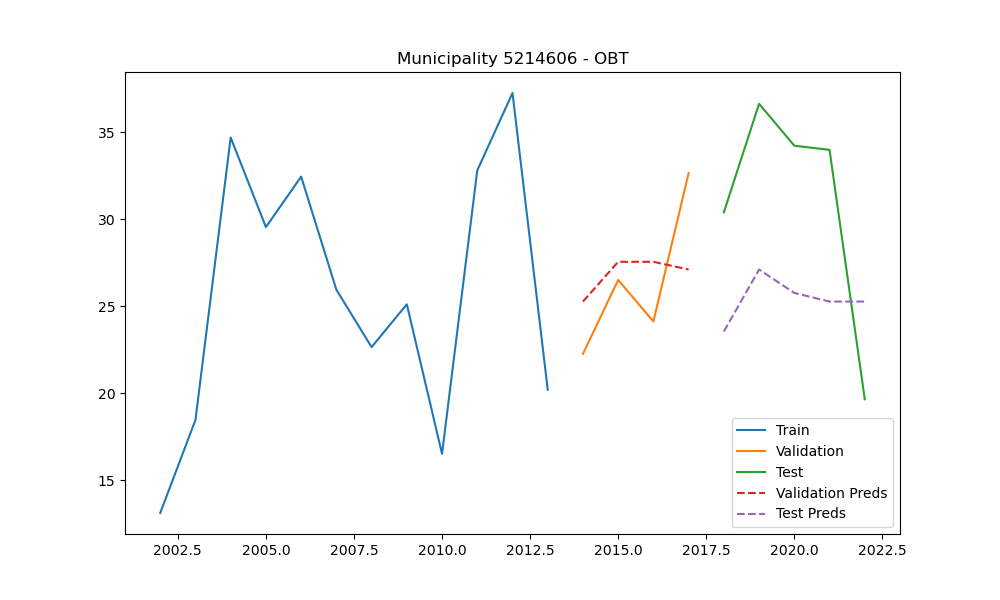 Municipality 5214606 - OBT
35
30
25
20
15
2002.5 2005.0 2007.5 2010.0 2012.5 2015.0 2017.5 2020.0 2022.5
Train
Validation
Test
Validation Preds
Test Preds